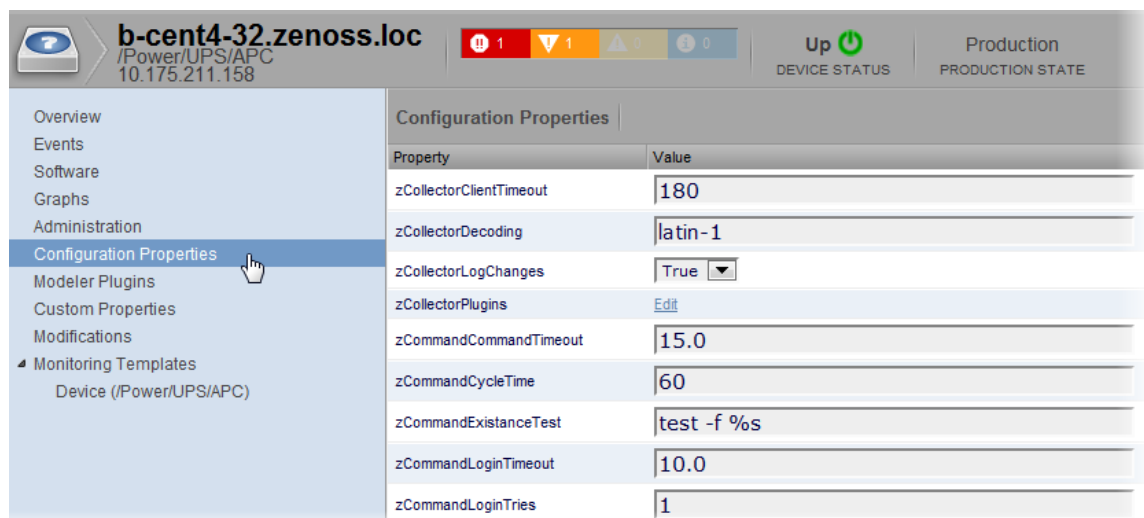 b-cent4-32.zenoss.loc
/Power/UPS/APC
10.175.211.158
1 1 0 0
Up
DEVICE STATUS
Production
PRODUCTION STATE
Overview
Events
Software
Graphs
Administration
Configuration Properties
Modeler Plugins
Custom Properties
Modifications
Monitoring Templates
Device (/Power/UPS/APC)
Configuration Properties
Property Value
zCollectorClientTimeout 180
zCollectorDecoding latin-1
zCollectorLogChanges True
zCollectorPlugins Edit
zCommandCommandTimeout 15.0
zCommandCycleTime 60
zCommandExistanceTest test -f %s
zCommandLoginTimeout 10.0
zCommandLoginTries 1